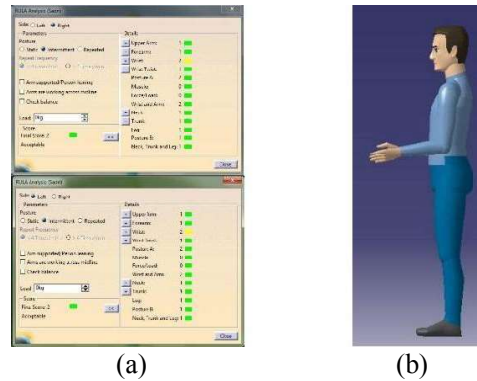 RULA Analysis (Swint)
Side: Left Right
Parameters
Posture
Static Intermittent Repeated
Repeat Frequency
Arm supported/Person leaning
Arms are working across midline
Check balance
Load: 0kg
Score
Final Score: 2
Acceptable
<<
Details
Upper Arm: 1
Forearm: 1
Wrist: 2
Wrist Twist: 1
Posture A: 2
Muscle: 0
Force/Load: 0
Wrist and Arm: 2
Neck: 1
Trunk: 1
Leg: 1
Posture B: 1
Neck, Trunk and Leg: 1
Close
RULA Analysis
Side: Left Right
Parameters
Posture
Static Intermittent Repeated
Repeat Frequency
Arm supported/Person leaning
Arms are working across midline
Check balance
Load: 0kg
Score
Final Score: 2
Acceptable
<<
Details
Upper Arm: 1
Forearm: 1
Wrist: 2
Wrist Twist: 1
Posture A: 2
Muscle: 0
Force/Load: 0
Wrist and Arm: 2
Neck: 1
Trunk: 1
Leg: 1
Posture B: 1
Neck, Trunk and Leg: 1
Close
(a)
(b)